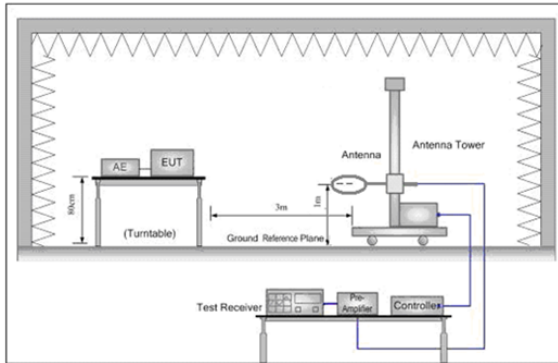 Antenna Tower
Antenna
AE
EUT
80cm
(Turntable)
3m
1m
Ground Reference Plane
Test Receiver
Pre-
Amplifier
Controller